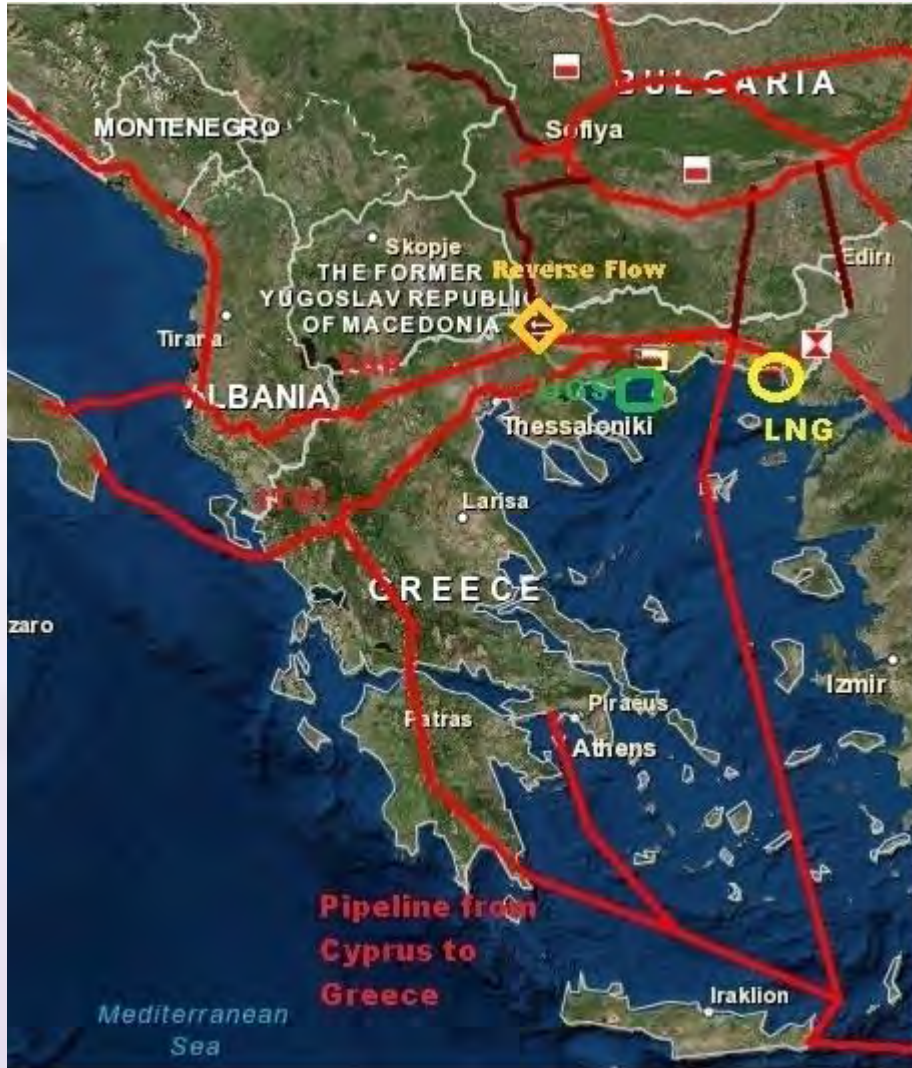 MONTENEGRO
BULGARIA
Sofiya
Skopje
THE FORMER
YUGOSLAV REPUBLIC
OF MACEDONIA
Reverse Flow
Edirn
Tirana
ALBANIA
UGS
Thessaloniki
LNG
Larisa
GREECE
zaro
Izmir
Patras
Piraeus
Athens
Pipeline from
Cyprus to
Greece
Iraklion
Mediterranean
Sea